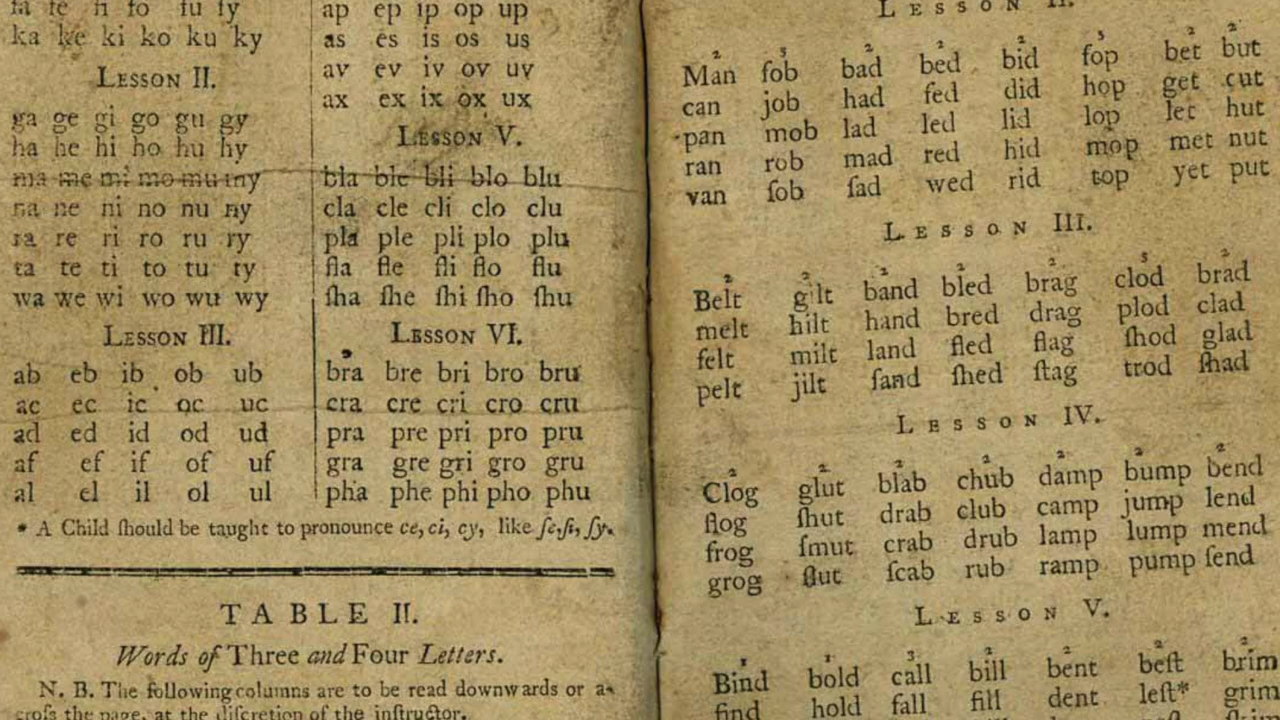 ka ke ki ko ku ky
LESSON II.
ga ge gi go gu gy
ha he hi ho hu hy
ma me mi mo mu my
na ne ni no nu ny
ra re ri ro ru ry
ta te ti to tu ty
wa we wi wo wu wy
LESSON III.
ab eb ib ob ub
ac ec ic oc uc
ad ed id od ud
af ef if of uf
al el il ol ul
ap ep ip op up
as es is os us
av ev iv ov uv
ax ex ix ox ux
LESSON V.
bla ble bli blo blu
cla cle cli clo clu
pla ple pli plo plu
fla fle fli flo flu
ſha ſhe ſhi ſho ſhu
LESSON VI.
bra bre bri bro bru
cra cre cri cro cru
pra pre pri pro pru
gra gre gri gro gru
pha phe phi pho phu
* A Child ſhould be taught to pronounce ce, ci, cy, like ſe, ſi, ſy.
TABLE II.
Words of Three and Four Letters.
N. B. The following columns are to be read downwards or a-
croſs the page, at the diſcretion of the inſtructor.
LESSON II.
Man fob bad bed bid fop bet but
can job had fed did hop get cut
pan mob lad led lid lop let hut
ran rob mad red hid mop met nut
van ſob ſad wed rid top yet put
LESSON III.
Belt gilt band bled brag clod brad
melt hilt hand bred drag plod clad
felt milt land fled flag ſhod glad
pelt jilt ſand ſhed ſtag trod ſhad
LESSON IV.
Clog glut blab chub damp bump bend
flog ſhut drab club camp jump lend
frog ſmut crab drub lamp lump mend
grog ſlut ſcab rub ramp pump ſend
LESSON V.
Bind bold call bill bent beſt brim
find hold fall fill dent leſt* grim